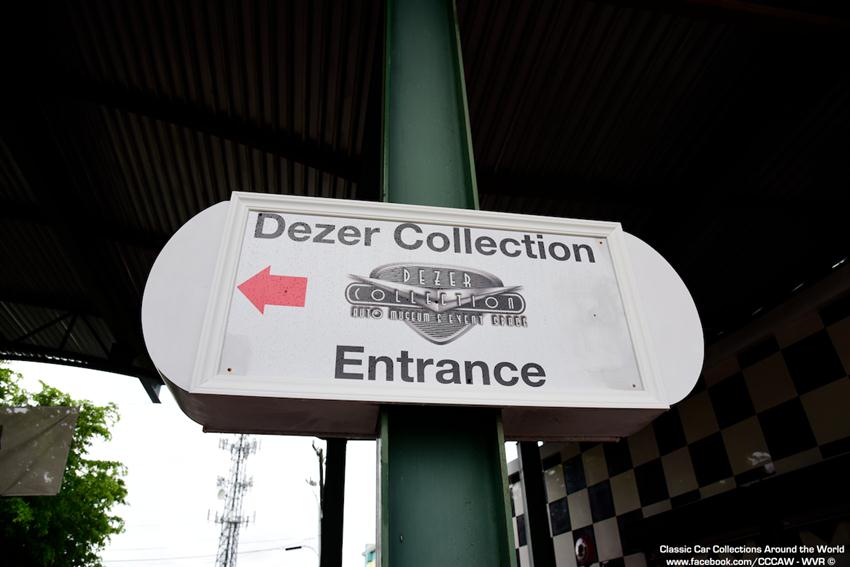 Dezer Collection
DEZER
COLLECTION
AUTO MUSEUM & EVENT SPACE
Entrance
Classic Car Collections Around the World
www.facebook.com/CCCAW - WVR ©